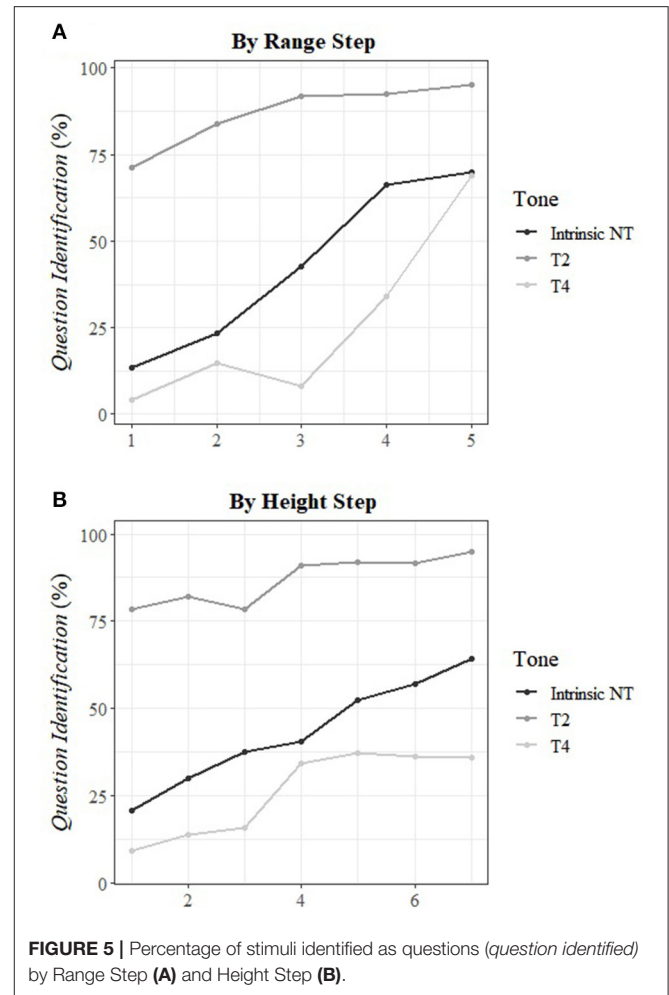 A
By Range Step
Question Identification (%)
100
75
50
25
0
1 2 3 4 5
Tone
Intrinsic NT
T2
T4
B
By Height Step
Question Identification (%)
100
75
50
25
0
2 4 6
Tone
Intrinsic NT
T2
T4
FIGURE 5 | Percentage of stimuli identified as questions (question identified)
by Range Step (A) and Height Step (B).